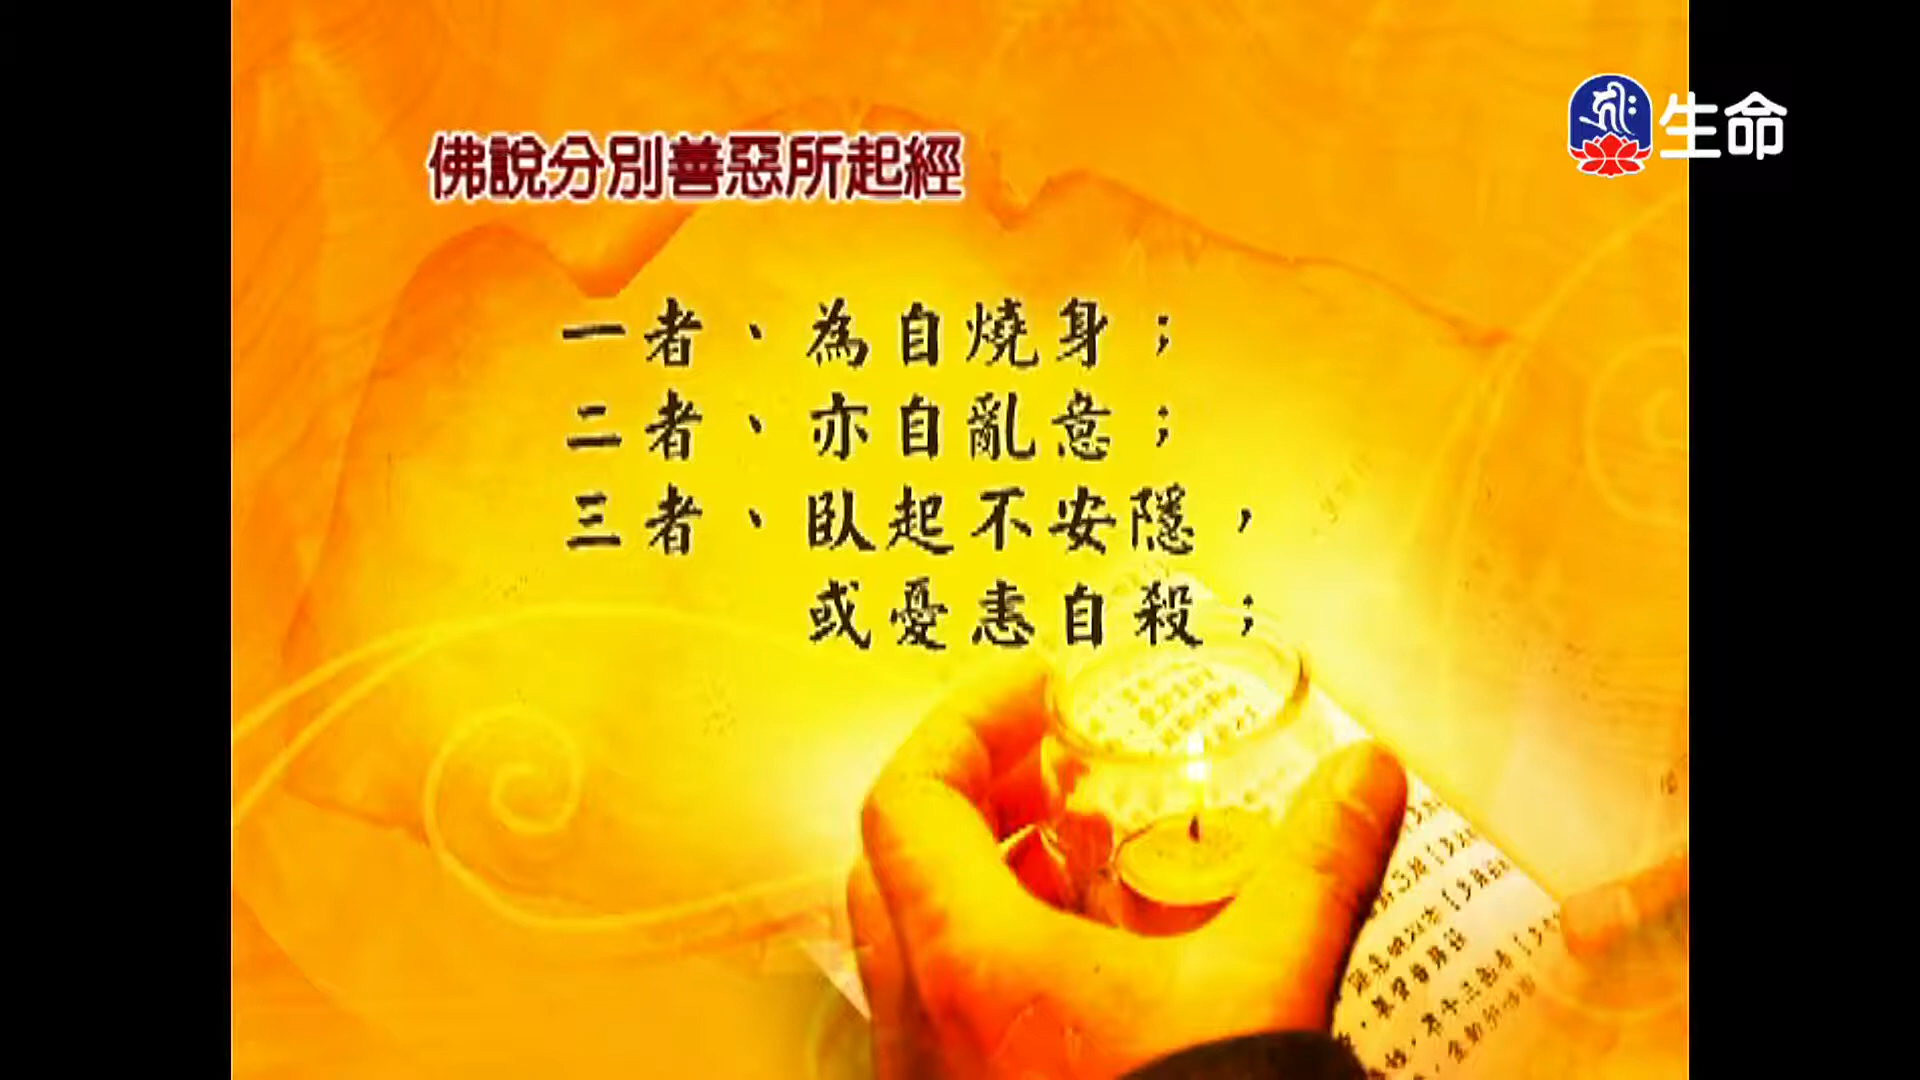 佛說分別善惡所起經
生命
一者、為自燒身；
二者、亦自亂意；
三者、臥起不安隱，
或憂恚自殺；